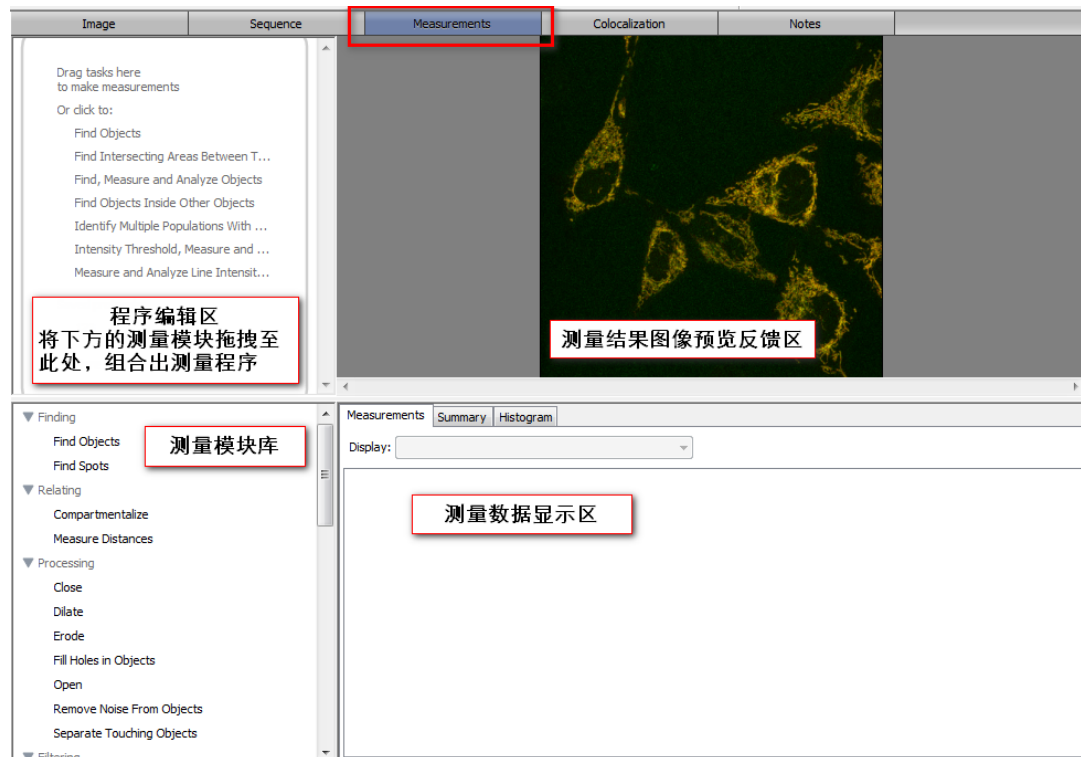 Image
Sequence
Measurements
Colocalization
Notes
Drag tasks here
to make measurements
Or click to:
Find Objects
Find Intersecting Areas Between T...
Find, Measure and Analyze Objects
Find Objects Inside Other Objects
Identify Multiple Populations With ...
Intensity Threshold, Measure and ...
Measure and Analyze Line Intensit...
程序编辑区
将下方的测量模块拖拽至
此处，组合出测量程序
测量结果图像预览反馈区
Finding
Find Objects
Find Spots
测量模块库
Relating
Compartmentalize
Measure Distances
Processing
Close
Dilate
Erode
Fill Holes in Objects
Open
Remove Noise From Objects
Separate Touching Objects
Filtering
Measurements
Summary
Histogram
Display:
测量数据显示区